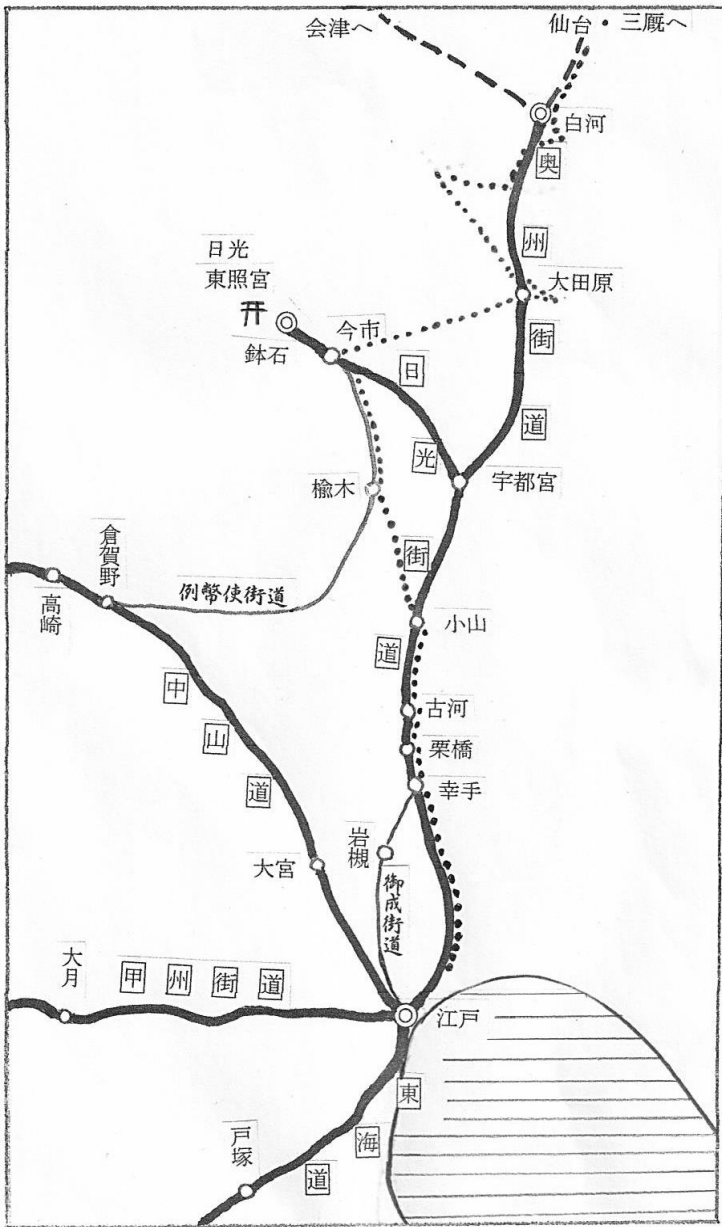 会津へ
仙台・三厩へ
白河
奥州街道
大田原
日光
東照宮
鉢石
今市
日光街道
宇都宮
楡木
倉賀野
高崎
例幣使街道
小山
中山道
古河
栗橋
幸手
岩槻
大宮
御成街道
大月
甲州街道
江戸
東海道
戸塚